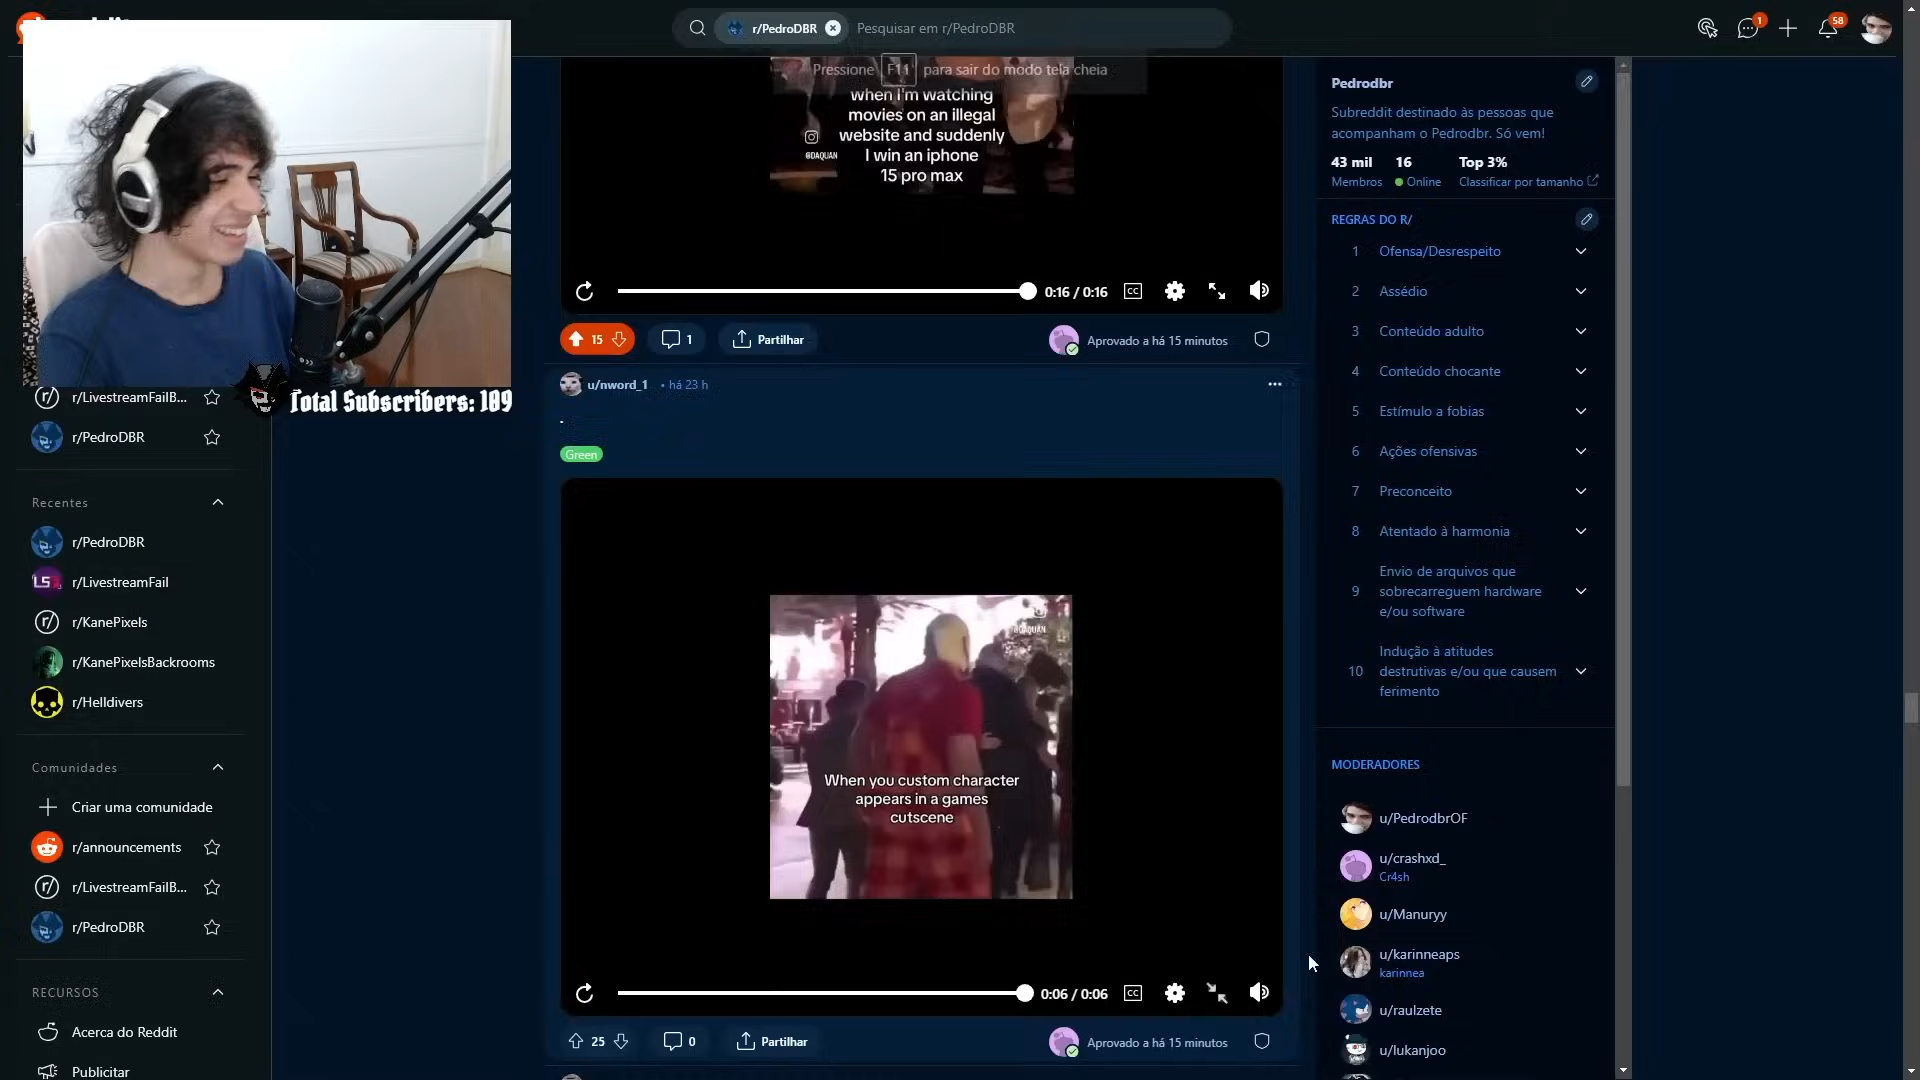 r/PedroDBR
Pesquisar em r/PedroDBR
1
58
Pressione F11 para sair do modo tela cheia
when I'm watching
movies on an illegal
website and suddenly
I win an iphone
15 pro max
@DAQUAN
0:16 / 0:16
CC
15
1
Partilhar
Aprovado a há 15 minutos
u/nword_1 • há 23 h
.
Green
@DAQUAN
When you custom character
appears in a games
cutscene
0:06 / 0:06
CC
25
0
Partilhar
Aprovado a há 15 minutos
Total Subscribers: 109
r/LivestreamFailB...
r/PedroDBR
Recentes
r/PedroDBR
r/LivestreamFail
r/KanePixels
r/KanePixelsBackrooms
r/Helldivers
Comunidades
Criar uma comunidade
r/announcements
r/LivestreamFailB...
r/PedroDBR
RECURSOS
Acerca do Reddit
Publicitar
Pedrodbr
Subreddit destinado às pessoas que
acompanham o Pedrodbr. Só vem!
43 mil 16 Top 3%
Membros Online Classificar por tamanho
REGRAS DO R/
1 Ofensa/Desrespeito
2 Assédio
3 Conteúdo adulto
4 Conteúdo chocante
5 Estímulo a fobias
6 Ações ofensivas
7 Preconceito
8 Atentado à harmonia
9 Envio de arquivos que
sobrecarreguem hardware
e/ou software
10 Indução à atitudes
destrutivas e/ou que causem
ferimento
MODERADORES
u/PedrodbrOF
u/crashxd_
Cr4sh
u/Manuryy
u/karinneaps
karinnea
u/raulzete
u/lukanjoo